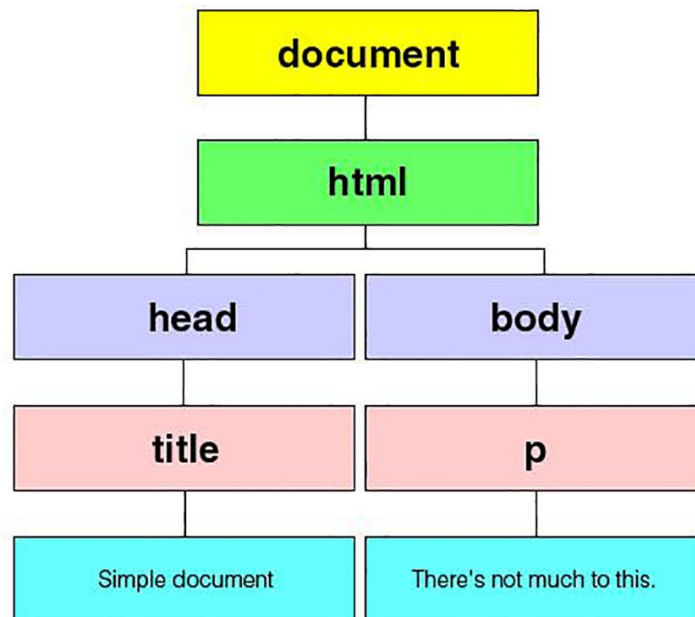 document
html
head
body
title
p
Simple document
There's not much to this.